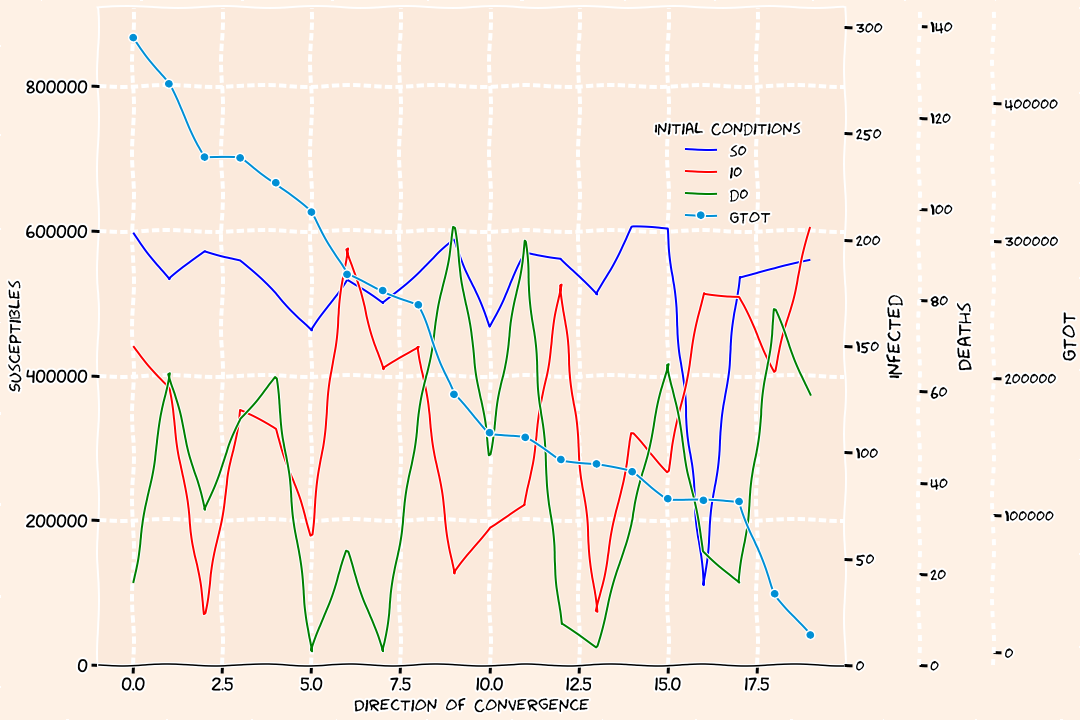 800000
600000
400000
200000
0
SUSCEPTIBLES
0.0 2.5 5.0 7.5 10.0 12.5 15.0 17.5
DIRECTION OF CONVERGENCE
INITIAL CONDITIONS
S0
I0
D0
GTOT
300
250
200
150
100
50
0
INFECTED
140
120
100
80
60
40
20
0
DEATHS
400000
300000
200000
100000
0
GTOT